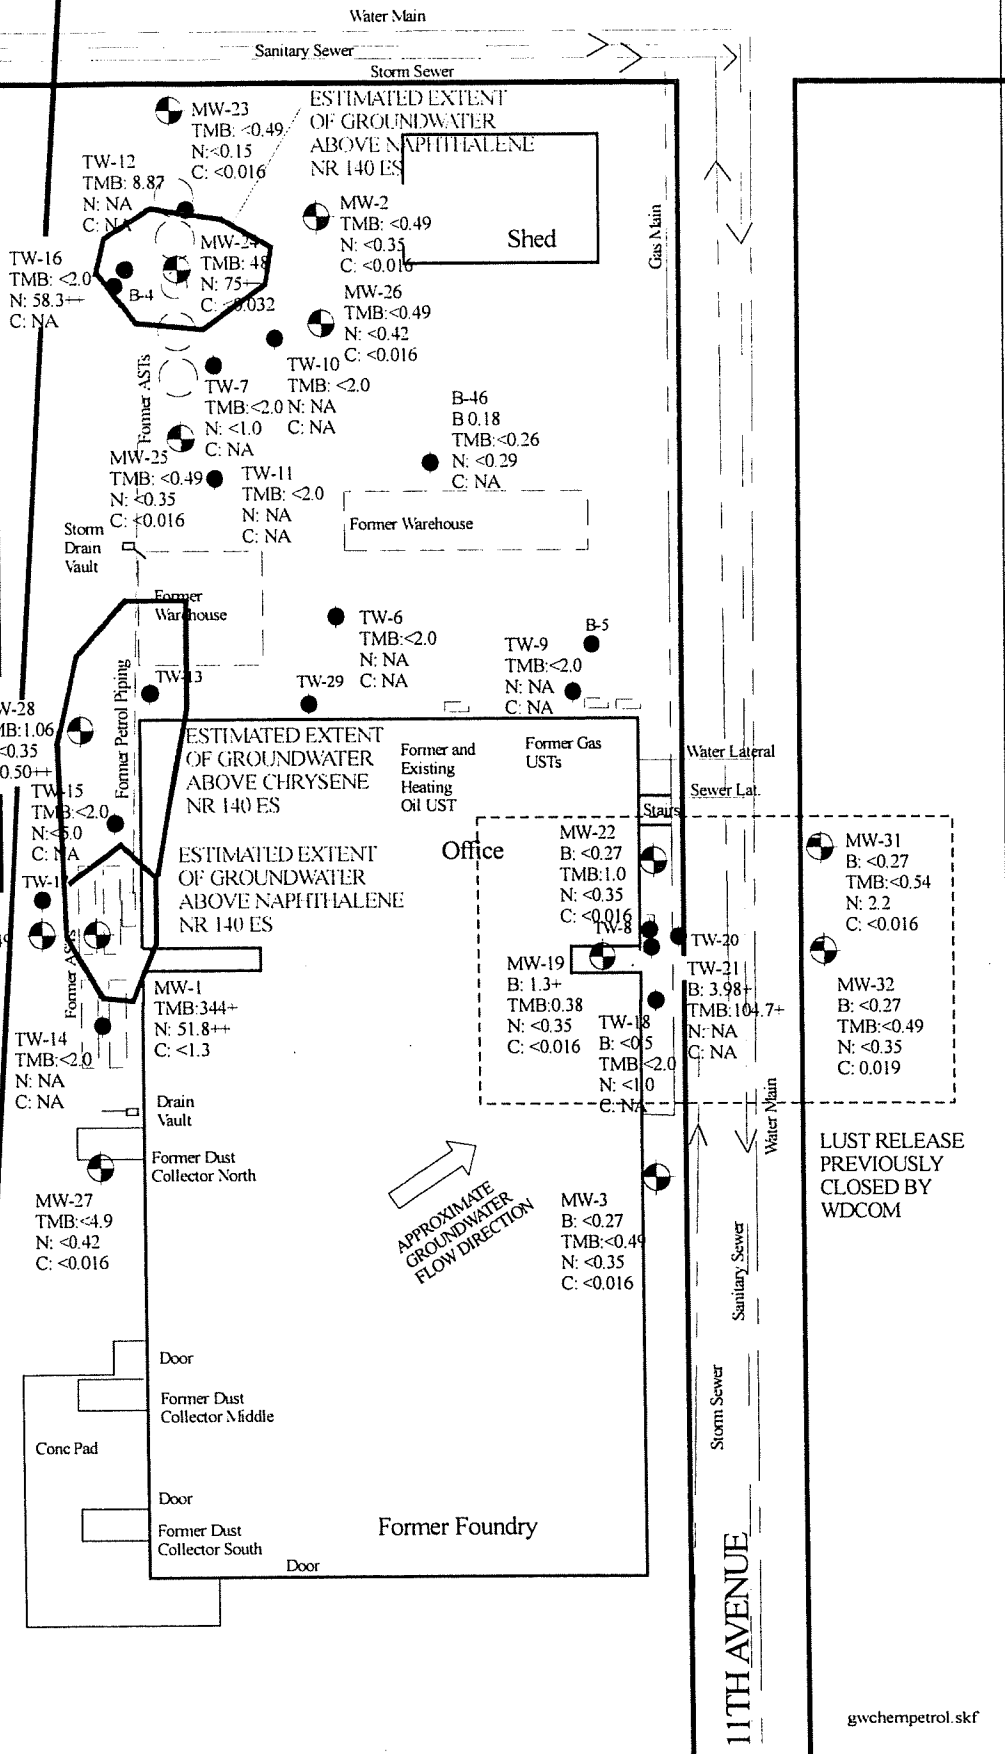 Water Main
Sanitary Sewer
Storm Sewer
MW-23
TMB: <0.49
N:<0.15
C: <0.016
ESTIMATED EXTENT
OF GROUNDWATER
ABOVE NAPHTHALENE
NR 140 ES
TW-12
TMB: 8.87
N: NA
C: NA
MW-2
TMB: <0.49
N: <0.35
C: <0.016
Shed
Gas Main
TW-16
TMB: <2.0
N: 58.3++
C: NA
B-4
MW-24
TMB: 48
N: 75++
C: <0.032
MW-26
TMB: <0.49
N: <0.42
C: <0.016
Former ASTs
TW-7
TMB:<2.0
N: <1.0
C: NA
TW-10
TMB: <2.0
N: NA
C: NA
B-46
B 0.18
TMB:<0.26
N: <0.29
C: NA
MW-25
TMB: <0.49
N: <0.35
C: <0.016
TW-11
TMB: <2.0
N: NA
C: NA
Former Warehouse
Storm
Drain
Vault
Former
Warehouse
TW-6
TMB:<2.0
N: NA
C: NA
B-5
TW-9
TMB:<2.0
N: NA
C: NA
TW-13
TW-29
W-28
MB:1.06
<0.35
0.50++
Former Petrol Piping
ESTIMATED EXTENT
OF GROUNDWATER
ABOVE CHRYSENE
NR 140 ES
Former and
Existing
Heating
Oil UST
Former Gas
USTs
Water Lateral
Sewer Lat.
Stairs
TW-15
TMB:<2.0
N:<5.0
C: NA
ESTIMATED EXTENT
OF GROUNDWATER
ABOVE NAPHTHALENE
NR 140 ES
Office
MW-22
B: <0.27
TMB:1.0
N: <0.35
C: <0.016
MW-31
B: <0.27
TMB:<0.54
N: 2.2
C: <0.016
Former ASTs
TW-8
TW-20
MW-19
B: 1.3+
TMB:0.38
N: <0.35
C: <0.016
TW-21
B: 3.98+
TMB:104.7+
N: NA
C: NA
MW-32
B: <0.27
TMB:<0.49
N: <0.35
C: 0.019
MW-1
TMB:344+
N: 51.8++
C: <1.3
TW-18
B: <0.5
TMB:<2.0
N: <1.0
C: NA
TW-14
TMB:<2.0
N: NA
C: NA
Drain
Vault
Water Main
Former Dust
Collector North
LUST RELEASE
PREVIOUSLY
CLOSED BY
WDCOM
MW-27
TMB:<4.9
N: <0.42
C: <0.016
APPROXIMATE
GROUNDWATER
FLOW DIRECTION
MW-3
B: <0.27
TMB:<0.49
N: <0.35
C: <0.016
Sanitary Sewer
Storm Sewer
Door
Former Dust
Collector Middle
Conc Pad
Door
Former Dust
Collector South
Former Foundry
Door
11TH AVENUE
gwchempetrol.skf